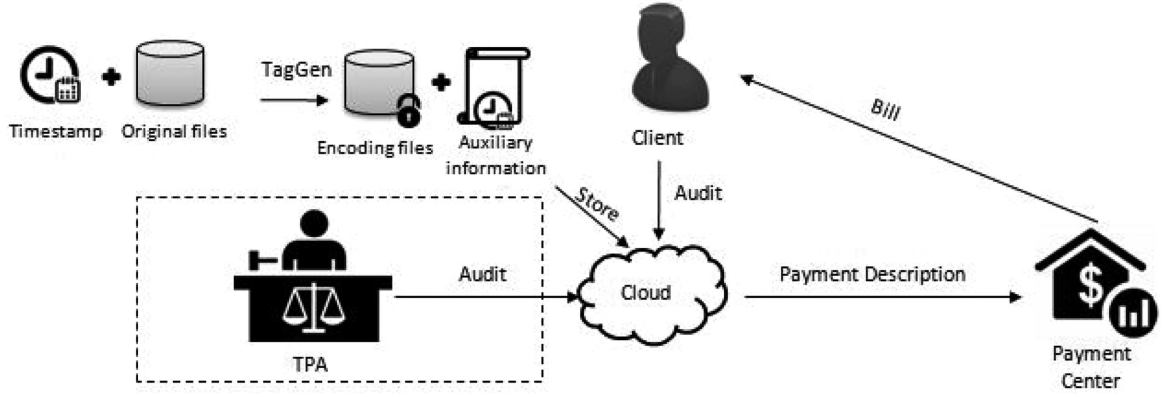 Timestamp
Original files
TagGen
Encoding files
Auxiliary
information
Client
Bill
Store
Audit
TPA
Audit
Cloud
Payment Description
Payment
Center